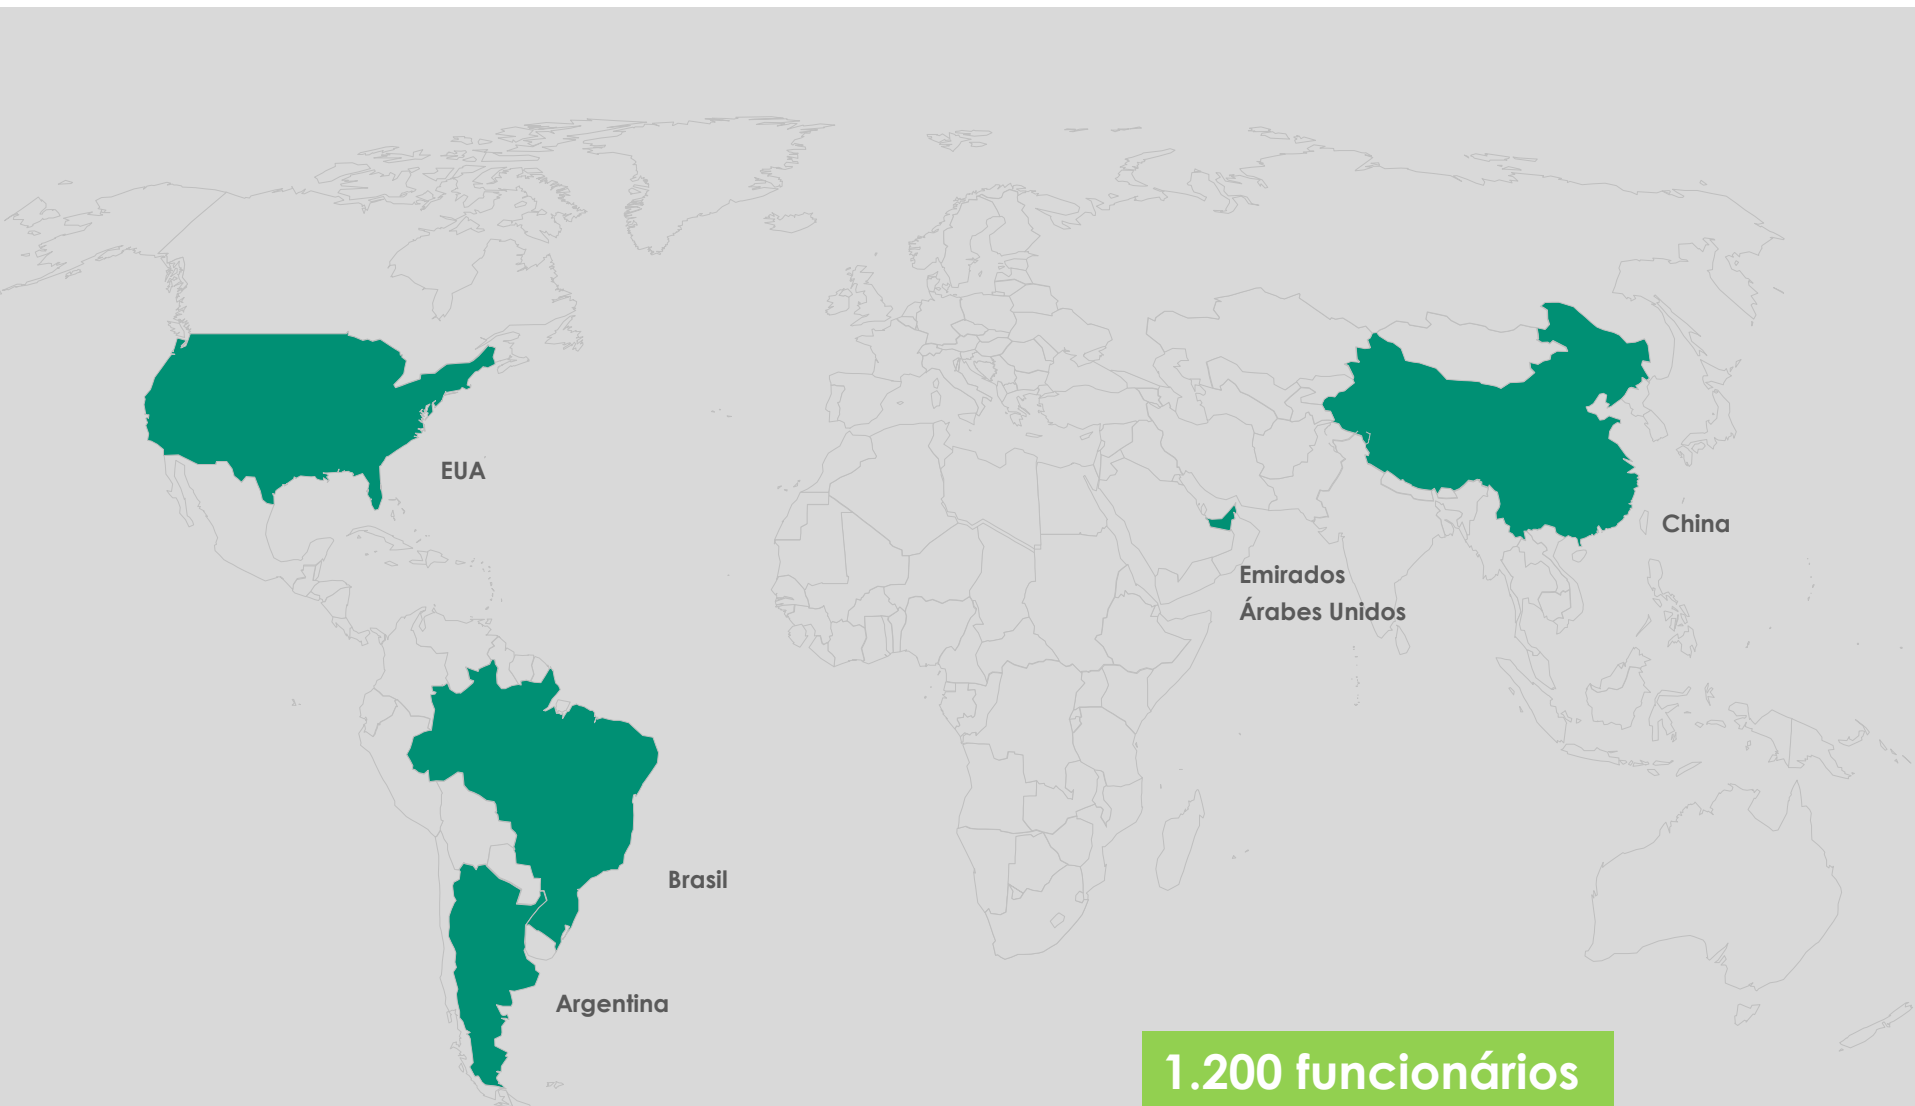 EUA
China
Emirados
Árabes Unidos
Brasil
Argentina
1.200 funcionários